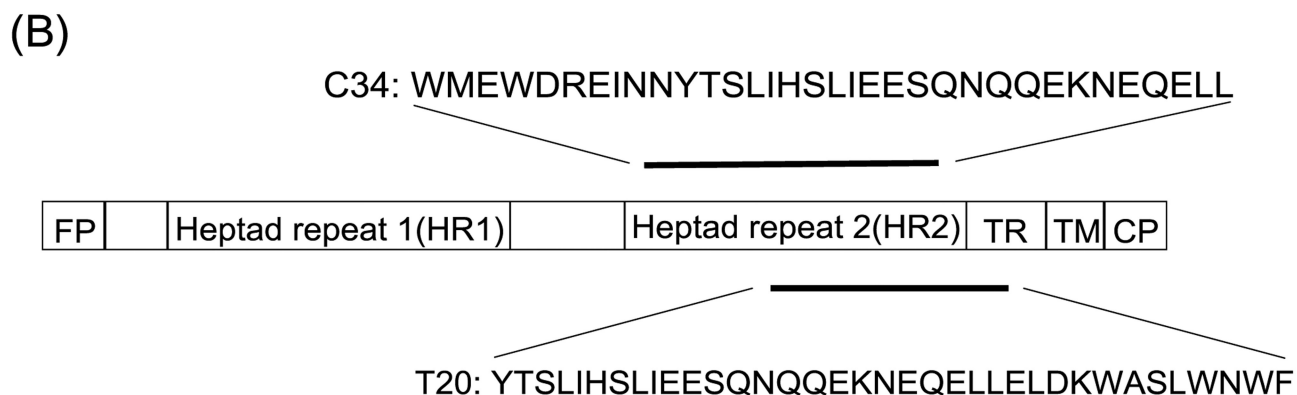 (B)
C34: WMEWDREINNYTSLIHSLIEESQNQQEKNEQELL
FP Heptad repeat 1(HR1) Heptad repeat 2(HR2) TR TM CP
T20: YTSLIHSLIEESQNQQEKNEQELLELDKWASLWNWF